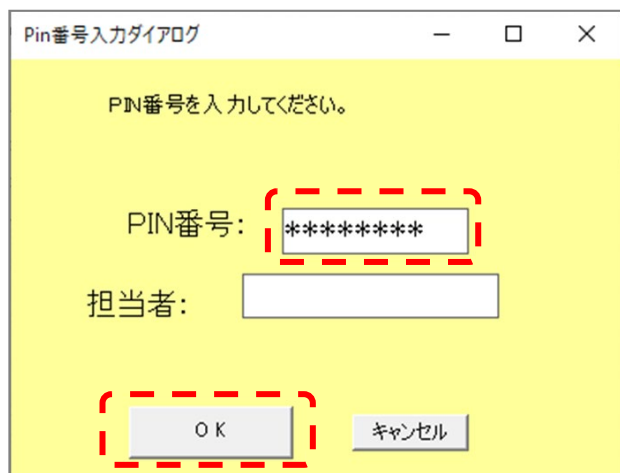 Pin番号入力ダイアログ
PIN番号を入力してください。
PIN番号: ********
担当者:
OK キャンセル